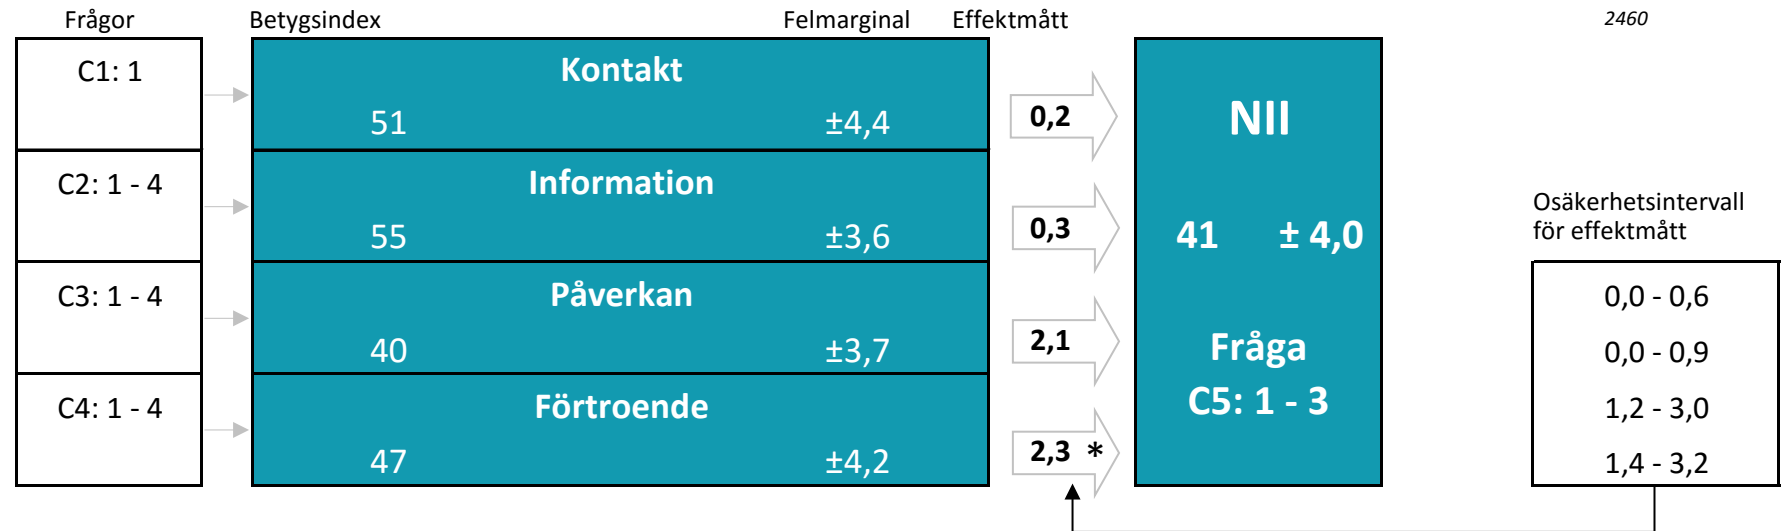 Frågor Betygsindex Felmarginal Effektmått 2460
C1: 1 Kontakt
51 ±4,4 0,2 NII
C2: 1 - 4 Information
55 ±3,6 0,3 41 ± 4,0
Osäkerhetsintervall
för effektmått
C3: 1 - 4 Påverkan 0,0 - 0,6
40 ±3,7 2,1 Fråga 0,0 - 0,9
C4: 1 - 4 Förtroende C5: 1 - 3 1,2 - 3,0
47 ±4,2 2,3 * 1,4 - 3,2